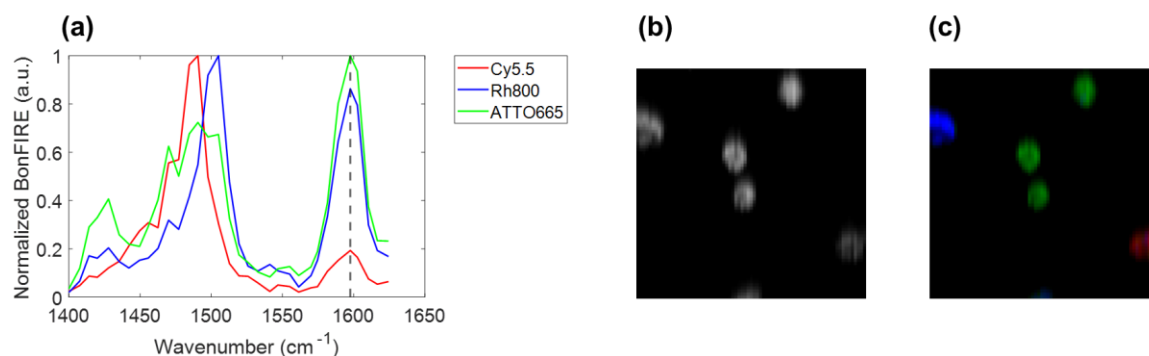 (a)
(b)
(c)
Normalized BonFIRE (a.u.)
1
0.8
0.6
0.4
0.2
0
1400 1450 1500 1550 1600 1650
Wavenumber (cm⁻¹)
Cy5.5
Rh800
ATTO665